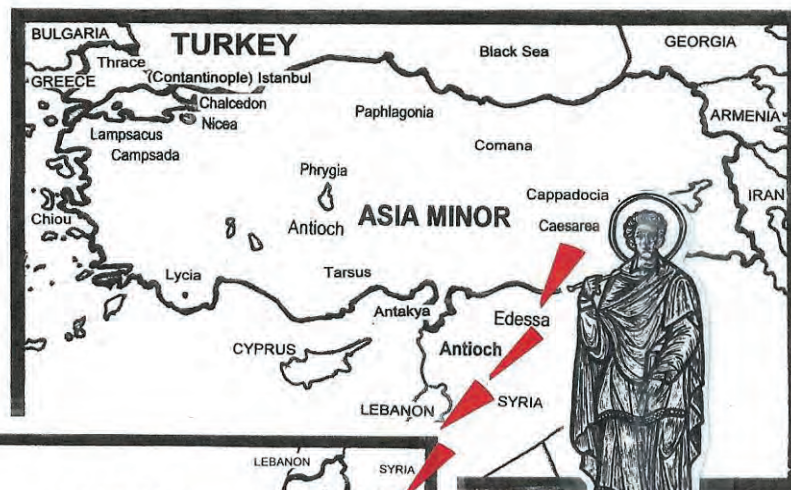 BULGARIA
TURKEY
Black Sea
GEORGIA
Thrace
GREECE
(Contantinople) Istanbul
Chalcedon
Nicea
Paphlagonia
ARMENIA
Lampsacus
Campsada
Comana
Phrygia
Cappadocia
IRAN
Chiou
Antioch
ASIA MINOR
Caesarea
Lycia
Tarsus
Antakya
Edessa
CYPRUS
Antioch
LEBANON
SYRIA
LEBANON
SYRIA